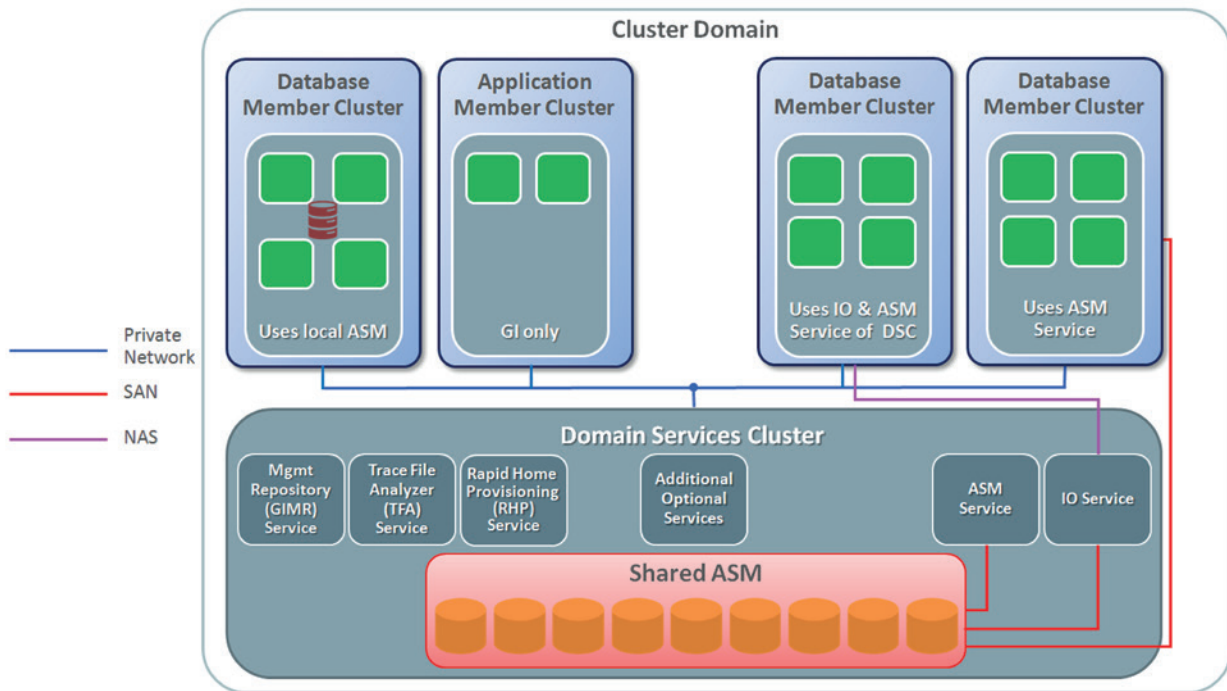 Cluster Domain
Database
Member Cluster
Uses local ASM
Application
Member Cluster
GI only
Database
Member Cluster
Uses IO & ASM
Service of DSC
Database
Member Cluster
Uses ASM
Service
Private
Network
SAN
NAS
Domain Services Cluster
Mgmt
Repository
(GIMR)
Service
Trace File
Analyzer
(TFA)
Service
Rapid Home
Provisioning
(RHP)
Service
Additional
Optional
Services
ASM
Service
IO Service
Shared ASM